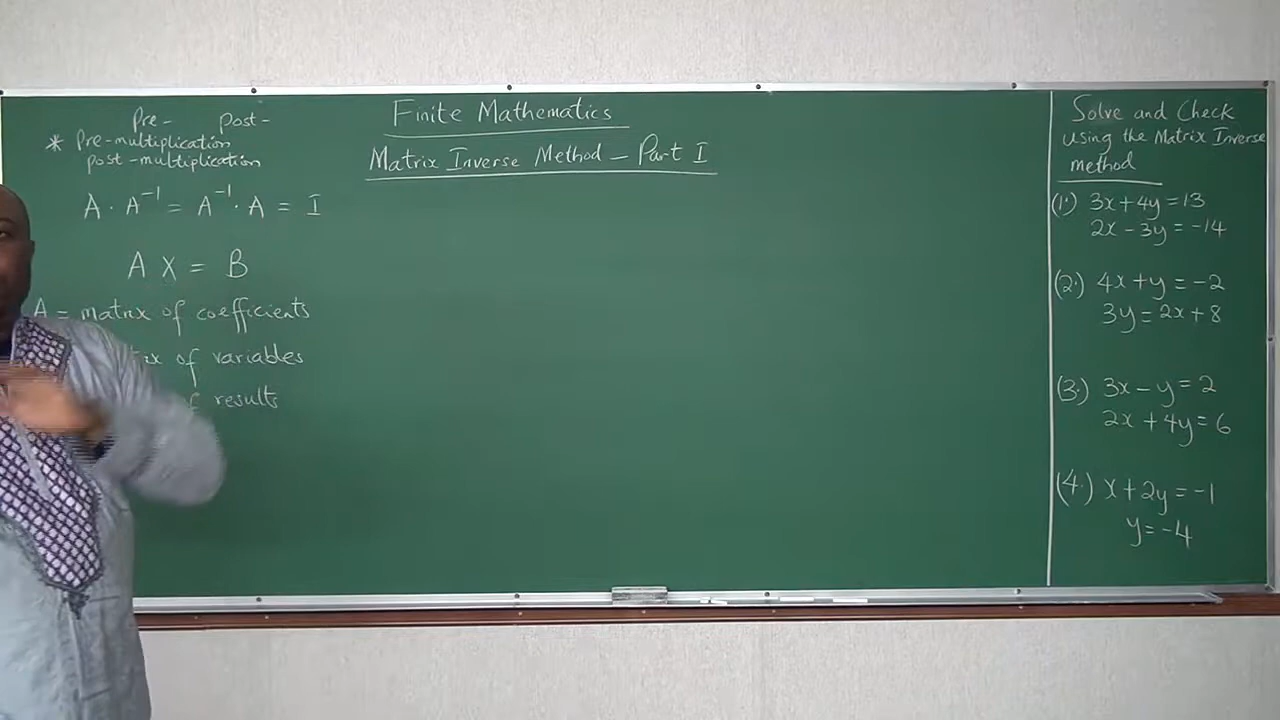 Pre- post-
* Pre-multiplication
post-multiplication
A · A⁻¹ = A⁻¹ · A = I
A X = B
A = matrix of coefficients
of variables
results
Finite Mathematics
Matrix Inverse Method – Part I
Solve and Check
using the Matrix Inverse
method
(1.) 3x+4y=13
2x-3y=-14
(2.) 4x+y=-2
3y=2x+8
(3.) 3x-y=2
2x+4y=6
(4.) x+2y=-1
y=-4